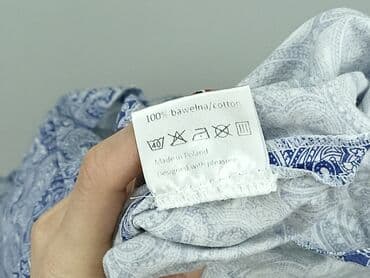 100% bawełna/cotton
40
Made in Poland
Designed with pleasure